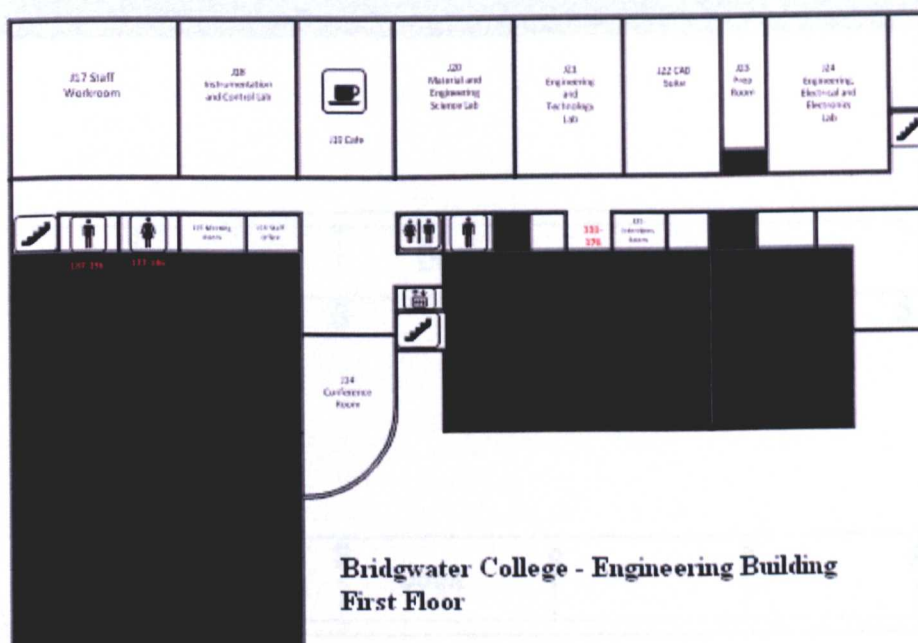 J17 Staff
Workroom
J18
Instrumentation
and Control Lab
J19 Cafe
J20
Material and
Engineering
Science Lab
J21
Engineering
and
Technology
Lab
J22 CAD
Suite
J23
Prep
Room
J24
Engineering,
Electrical and
Electronics
Lab
J14
Conference
Room
Bridgwater College - Engineering Building
First Floor